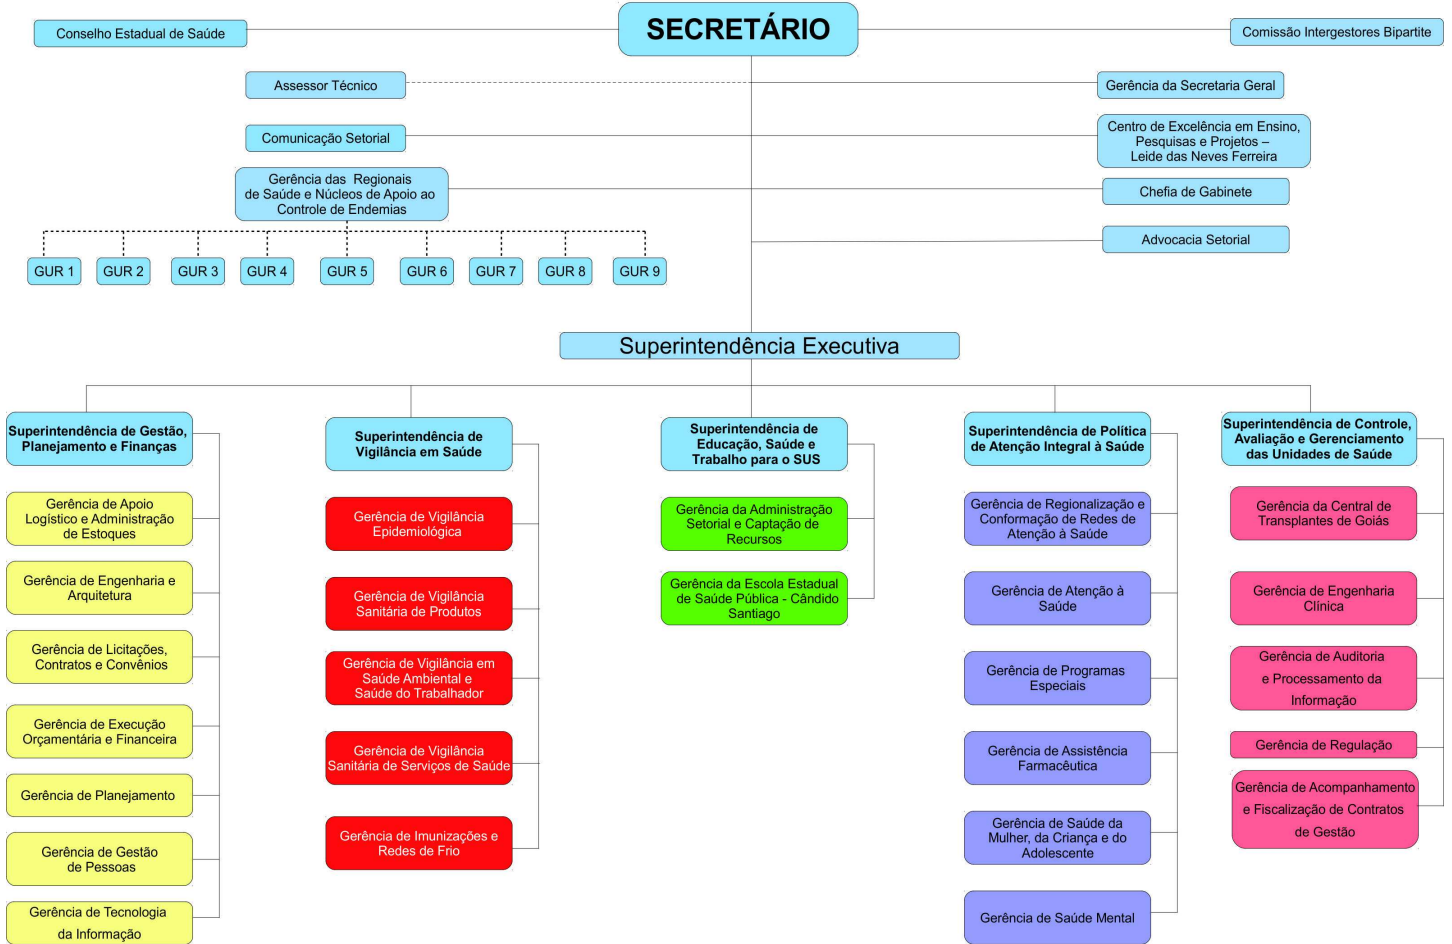 SECRETÁRIO
Conselho Estadual de Saúde
Comissão Intergestores Bipartite
Assessor Técnico
Gerência da Secretaria Geral
Comunicação Setorial
Centro de Excelência em Ensino,
Pesquisas e Projetos –
Leide das Neves Ferreira
Gerência das Regionais
de Saúde e Núcleos de Apoio ao
Controle de Endemias
Chefia de Gabinete
Advocacia Setorial
GUR 1
GUR 2
GUR 3
GUR 4
GUR 5
GUR 6
GUR 7
GUR 8
GUR 9
Superintendência Executiva
Superintendência de Gestão,
Planejamento e Finanças
Gerência de Apoio
Logístico e Administração
de Estoques
Gerência de Engenharia e
Arquitetura
Gerência de Licitações,
Contratos e Convênios
Gerência de Execução
Orçamentária e Financeira
Gerência de Planejamento
Gerência de Gestão
de Pessoas
Gerência de Tecnologia
da Informação
Superintendência de
Vigilância em Saúde
Gerência de Vigilância
Epidemiológica
Gerência de Vigilância
Sanitária de Produtos
Gerência de Vigilância em
Saúde Ambiental e
Saúde do Trabalhador
Gerência de Vigilância
Sanitária de Serviços de Saúde
Gerência de Imunizações e
Redes de Frio
Superintendência de
Educação, Saúde e
Trabalho para o SUS
Gerência da Administração
Setorial e Captação de
Recursos
Gerência da Escola Estadual
de Saúde Pública - Cândido
Santiago
Superintendência de Política
de Atenção Integral à Saúde
Gerência de Regionalização e
Conformação de Redes de
Atenção à Saúde
Gerência de Atenção à
Saúde
Gerência de Programas
Especiais
Gerência de Assistência
Farmacêutica
Gerência de Saúde da
Mulher, da Criança e do
Adolescente
Gerência de Saúde Mental
Superintendência de Controle,
Avaliação e Gerenciamento
das Unidades de Saúde
Gerência da Central de
Transplantes de Goiás
Gerência de Engenharia
Clínica
Gerência de Auditoria
e Processamento da
Informação
Gerência de Regulação
Gerência de Acompanhamento
e Fiscalização de Contratos
de Gestão